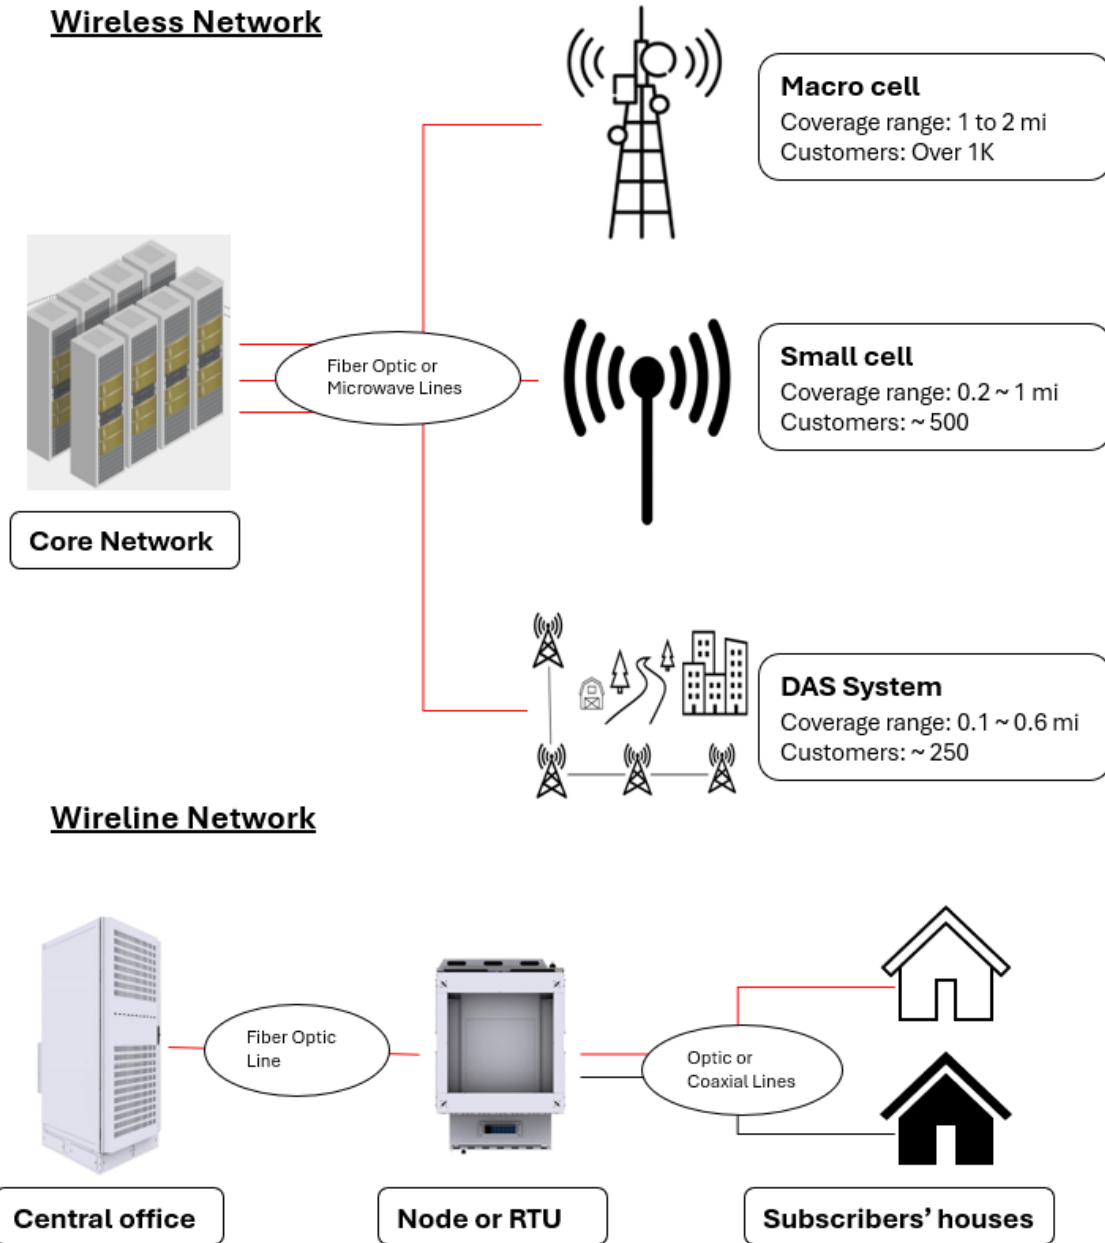 Wireless Network
Macro cell
Coverage range: 1 to 2 mi
Customers: Over 1K
Fiber Optic or
Microwave Lines
Small cell
Coverage range: 0.2 ~ 1 mi
Customers: ~ 500
Core Network
DAS System
Coverage range: 0.1 ~ 0.6 mi
Customers: ~ 250
Wireline Network
Fiber Optic
Line
Optic or
Coaxial Lines
Central office
Node or RTU
Subscribers’ houses